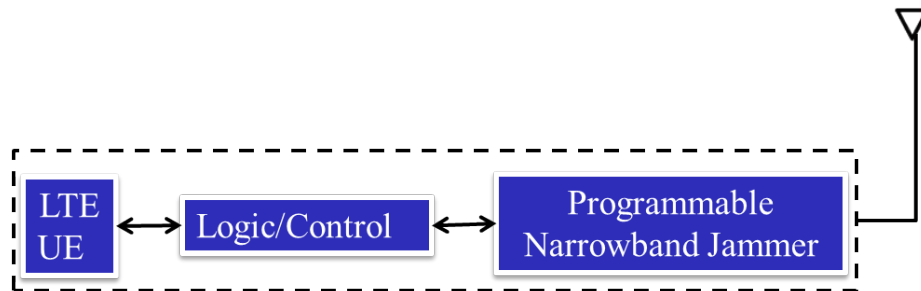 LTE
UE
Logic/Control
Programmable
Narrowband Jammer